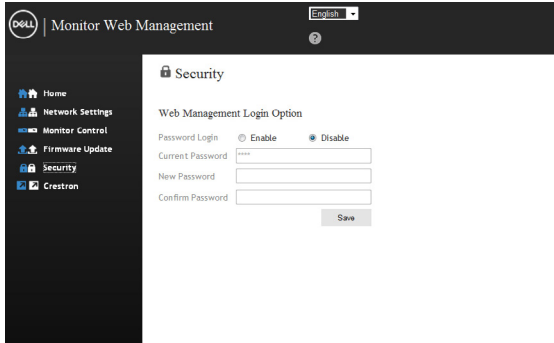 DELL | Monitor Web Management
English
?
Home
Network Settings
Monitor Control
Firmware Update
Security
Crestron
Security
Web Management Login Option
Password Login Enable Disable
Current Password ****
New Password
Confirm Password
Save